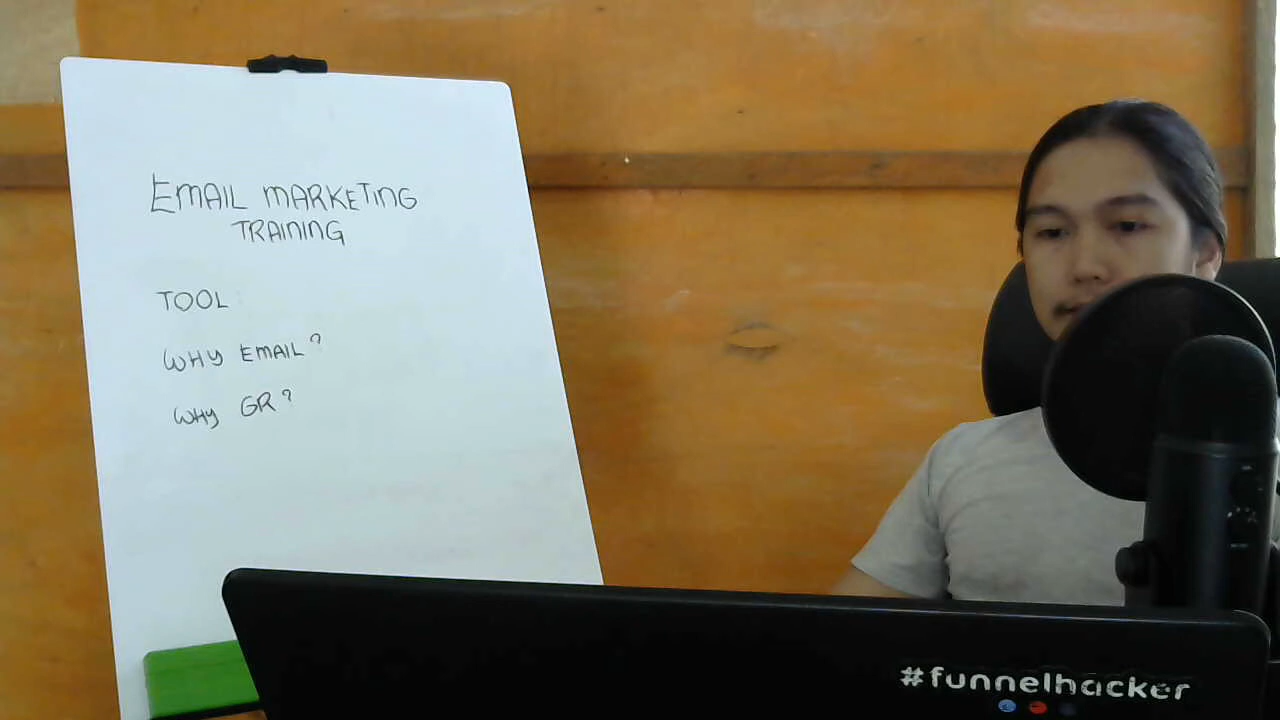 EMAIL MARKETING
TRAINING
TOOL
WHY EMAIL?
WHY GR?
#funnelhacker